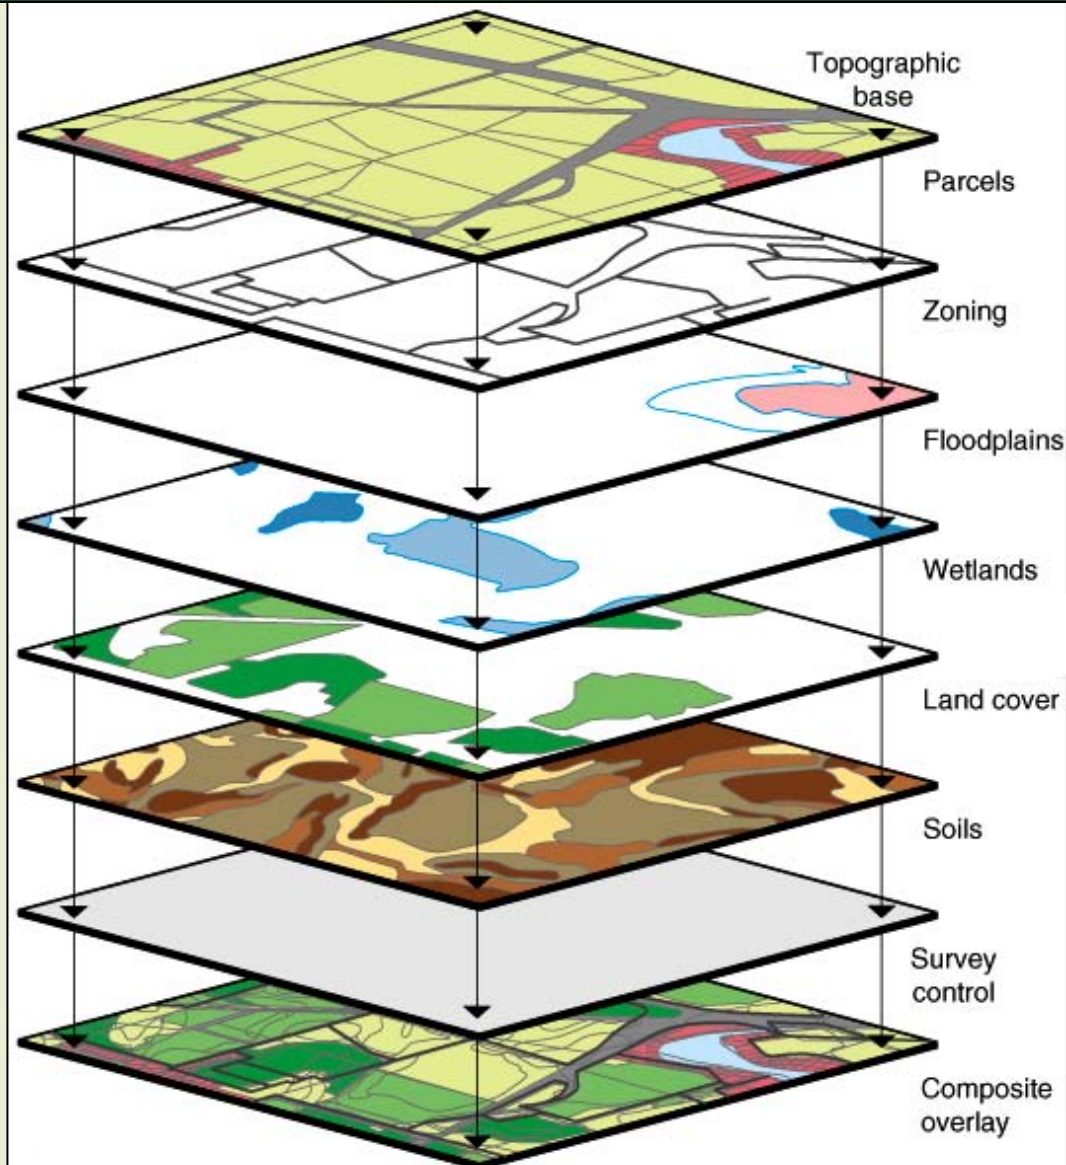 Topographic
base
Parcels
Zoning
Floodplains
Wetlands
Land cover
Soils
Survey
control
Composite
overlay